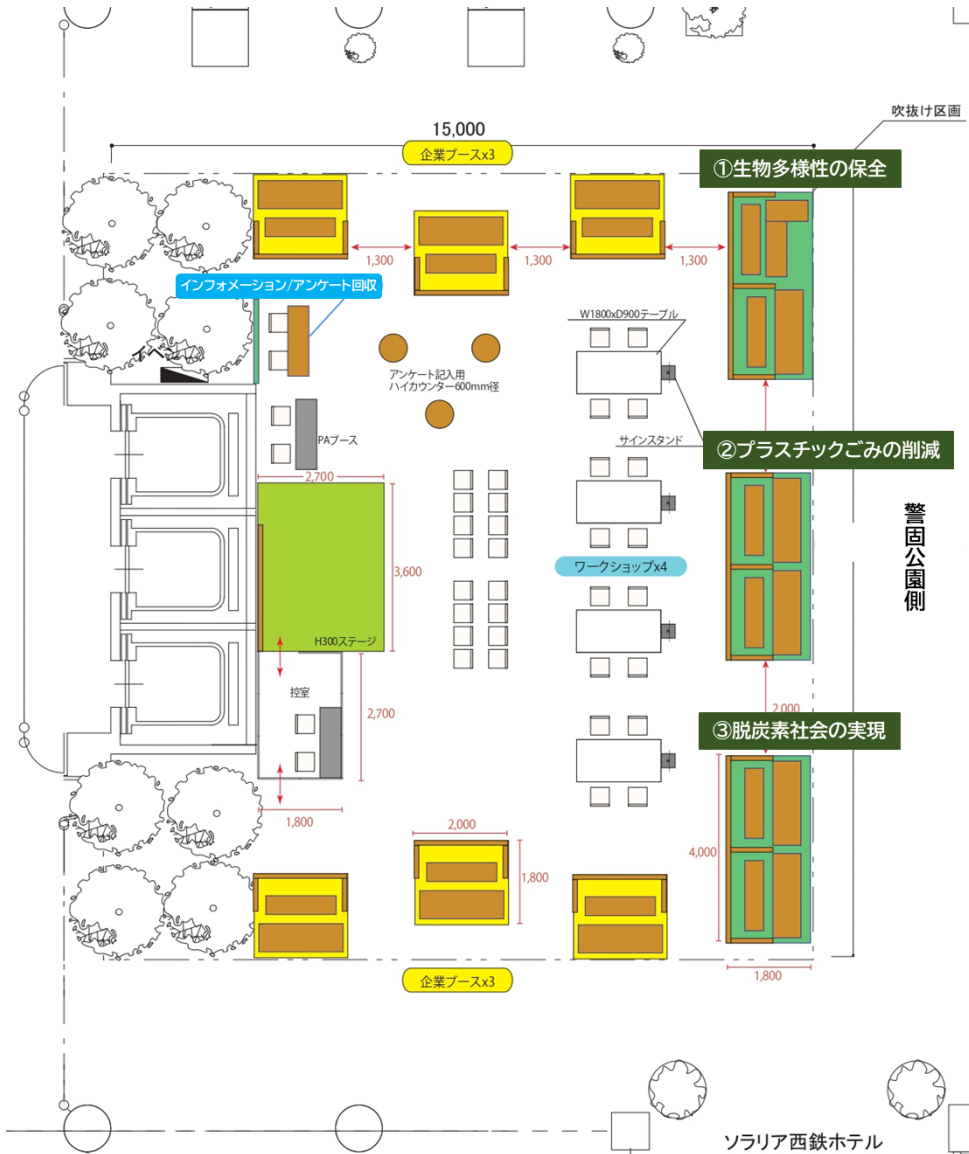 吹抜け区画
15,000
企業ブースx3
①生物多様性の保全
1,300
1,300
1,300
インフォメーション/アンケート回収
W1800xD900テーブル
アンケート記入用
ハイカウンター600mm径
PAブース
サインスタンド
②プラスチックごみの削減
2,700
3,600
警固公園側
ワークショップx4
H300ステージ
控室
2,700
2,000
③脱炭素社会の実現
1,800
2,000
1,800
4,000
1,800
企業ブースx3
ソラリア西鉄ホテル